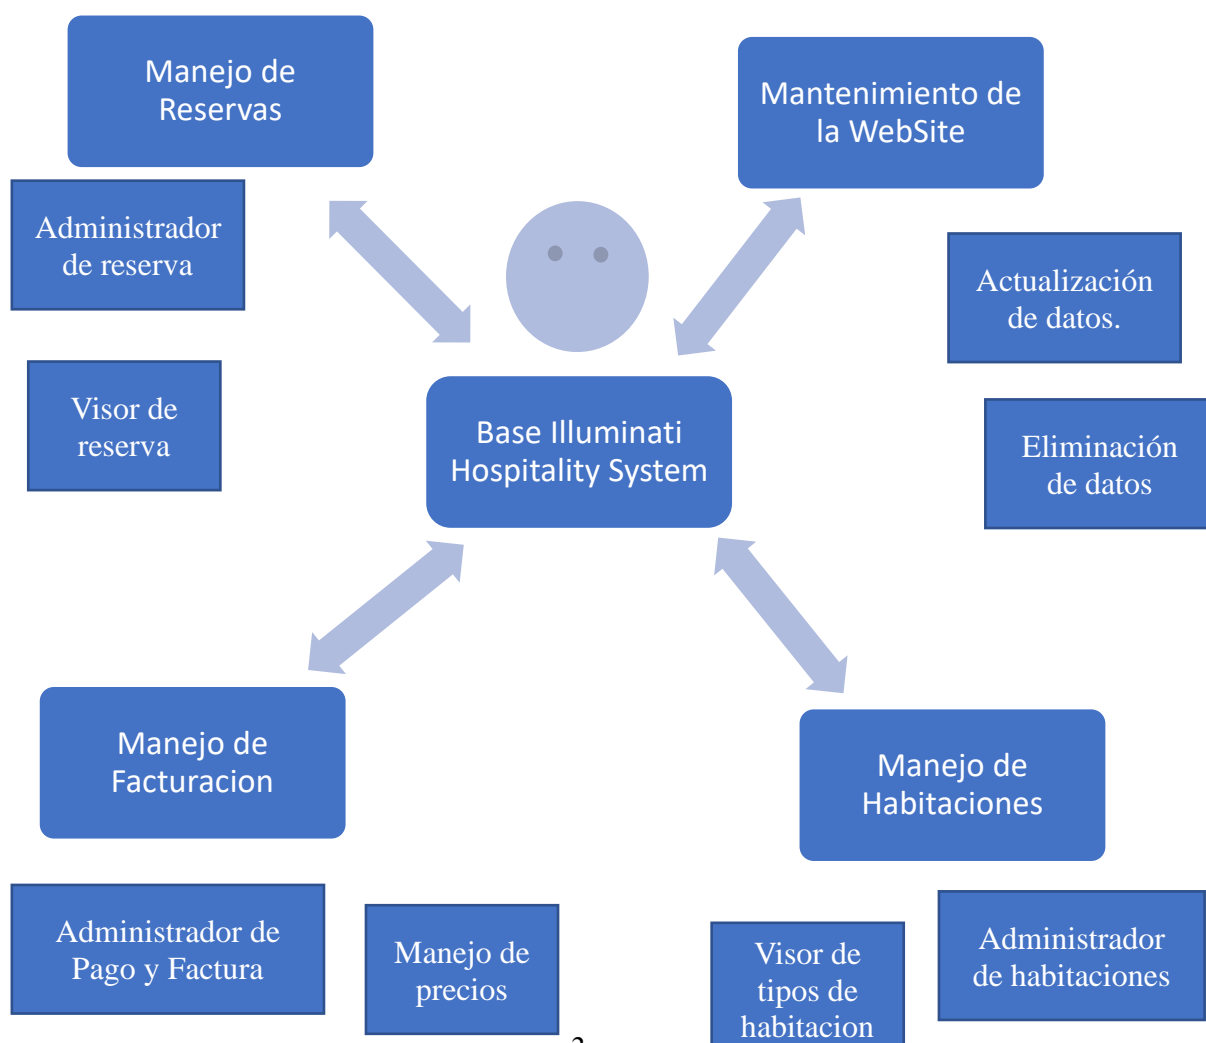 Manejo de
Reservas
Mantenimiento de
la WebSite
Administrador
de reserva
Actualización
de datos.
Visor de
reserva
Base Illuminati
Hospitality System
Eliminación
de datos
Manejo de
Facturacion
Manejo de
Habitaciones
Administrador de
Pago y Factura
Manejo de
precios
Visor de
tipos de
habitacion
Administrador
de habitaciones